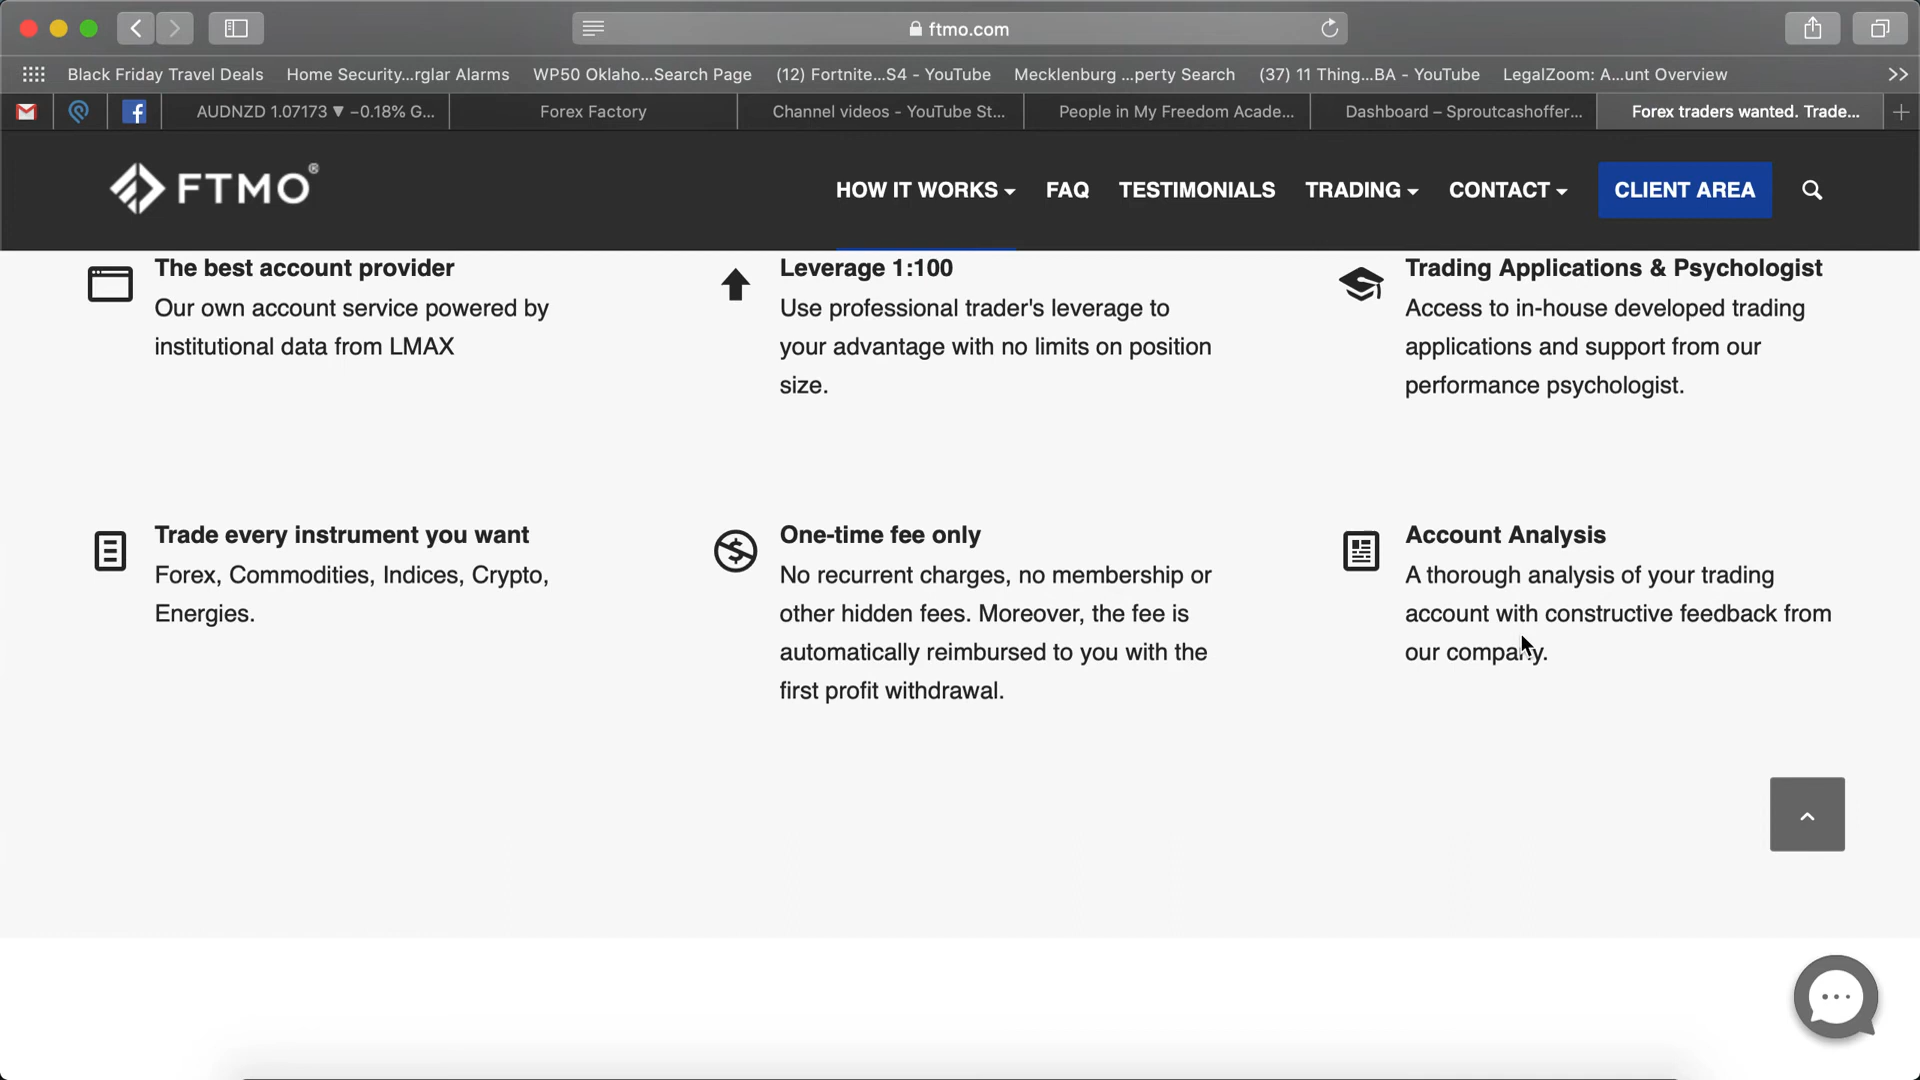 ftmo.com
Black Friday Travel Deals
Home Security...rglar Alarms
WP50 Oklaho...Search Page
(12) Fortnite...S4 - YouTube
Mecklenburg ...perty Search
(37) 11 Thing...BA - YouTube
LegalZoom: A...unt Overview
AUDNZD 1.07173 ▼ −0.18% G...
Forex Factory
Channel videos - YouTube St...
People in My Freedom Acade...
Dashboard – Sproutcashoffer...
Forex traders wanted. Trade...
FTMO®
HOW IT WORKS
FAQ
TESTIMONIALS
TRADING
CONTACT
CLIENT AREA
The best account provider
Our own account service powered by
institutional data from LMAX
Leverage 1:100
Use professional trader's leverage to
your advantage with no limits on position
size.
Trading Applications & Psychologist
Access to in-house developed trading
applications and support from our
performance psychologist.
Trade every instrument you want
Forex, Commodities, Indices, Crypto,
Energies.
One-time fee only
No recurrent charges, no membership or
other hidden fees. Moreover, the fee is
automatically reimbursed to you with the
first profit withdrawal.
Account Analysis
A thorough analysis of your trading
account with constructive feedback from
our company.